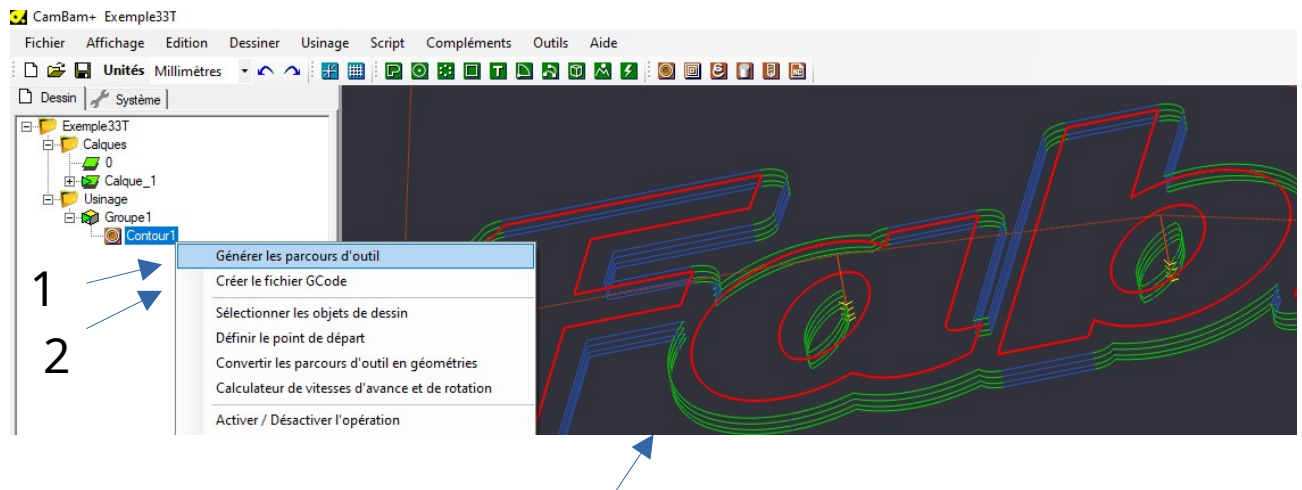 CamBam+ Exemple33T
Fichier Affichage Edition Dessiner Usinage Script Compléments Outils Aide
Unités Millimètres
Dessin Système
Exemple33T
Calques
0
Calque_1
Usinage
Groupe1
Contour1
Générer les parcours d'outil
Créer le fichier GCode
Sélectionner les objets de dessin
Définir le point de départ
Convertir les parcours d'outil en géométries
Calculateur de vitesses d'avance et de rotation
Activer / Désactiver l'opération
1
2
Fab